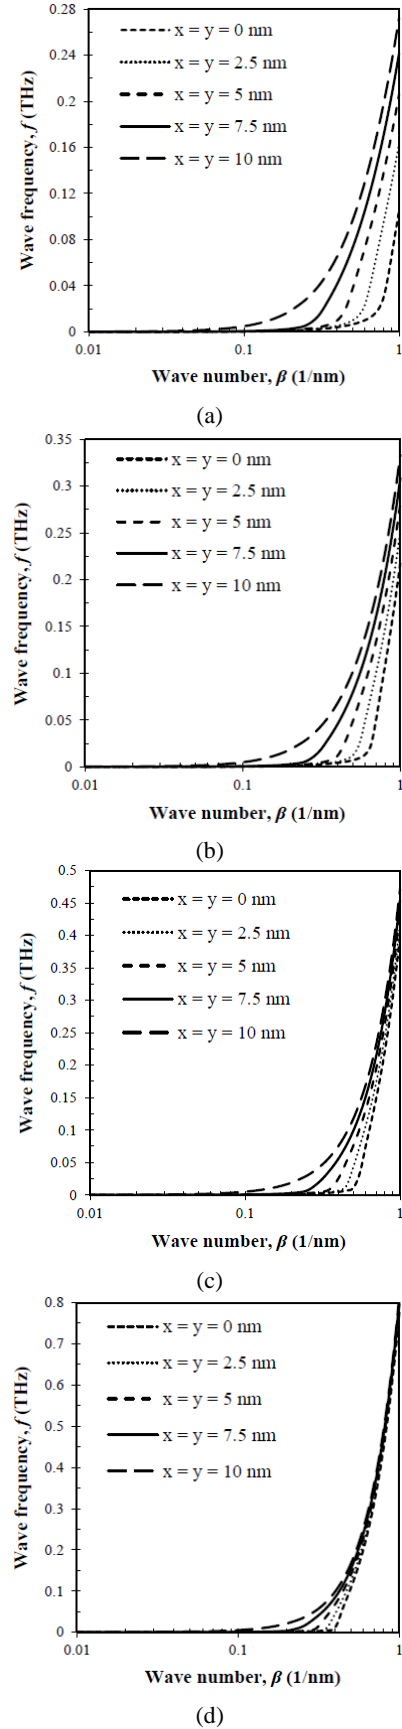 0.28
x = y = 0 nm
0.24
x = y = 2.5 nm
0.2
x = y = 5 nm
x = y = 7.5 nm
0.16
x = y = 10 nm
0.12
0.08
0.04
0
Wave frequency, f (THz)
0.01 0.1 1
Wave number, β (1/nm)
(a)
0.35
x = y = 0 nm
0.3
x = y = 2.5 nm
0.25
x = y = 5 nm
x = y = 7.5 nm
0.2
x = y = 10 nm
0.15
0.1
0.05
0
Wave frequency, f (THz)
0.01 0.1 1
Wave number, β (1/nm)
(b)
0.5
x = y = 0 nm
0.45
0.4
x = y = 2.5 nm
0.35
x = y = 5 nm
0.3
x = y = 7.5 nm
0.25
x = y = 10 nm
0.2
0.15
0.1
0.05
0
Wave frequency, f (THz)
0.01 0.1 1
Wave number, β (1/nm)
(c)
0.8
x = y = 0 nm
0.7
x = y = 2.5 nm
0.6
x = y = 5 nm
0.5
x = y = 7.5 nm
0.4
x = y = 10 nm
0.3
0.2
0.1
0
Wave frequency, f (THz)
0.01 0.1 1
Wave number, β (1/nm)
(d)